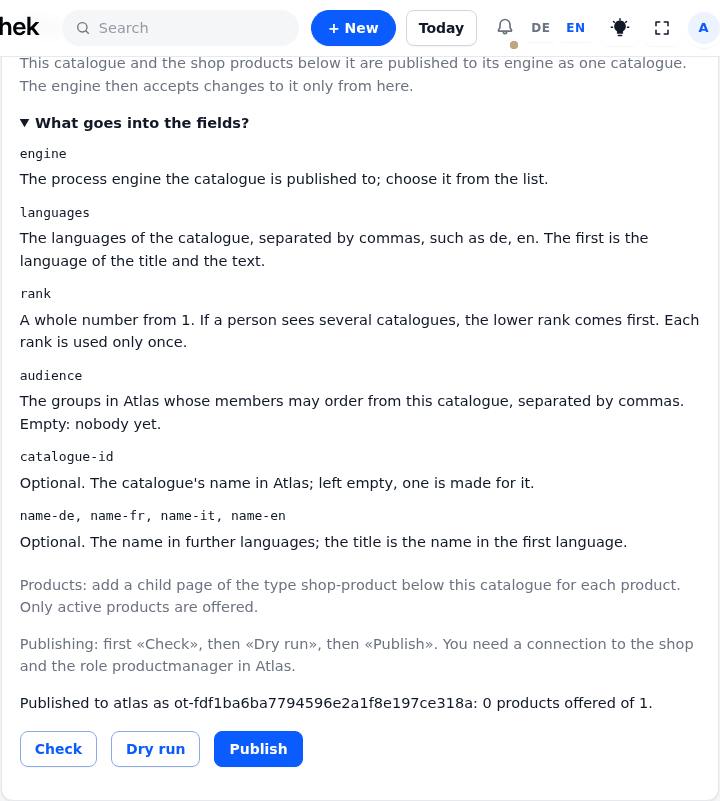 hek
Search
+ New
Today
DE
EN
A
This catalogue and the shop products below it are published to its engine as one catalogue.
The engine then accepts changes to it only from here.
▼ What goes into the fields?
engine
The process engine the catalogue is published to; choose it from the list.
languages
The languages of the catalogue, separated by commas, such as de, en. The first is the
language of the title and the text.
rank
A whole number from 1. If a person sees several catalogues, the lower rank comes first. Each
rank is used only once.
audience
The groups in Atlas whose members may order from this catalogue, separated by commas.
Empty: nobody yet.
catalogue-id
Optional. The catalogue's name in Atlas; left empty, one is made for it.
name-de, name-fr, name-it, name-en
Optional. The name in further languages; the title is the name in the first language.
Products: add a child page of the type shop-product below this catalogue for each product.
Only active products are offered.
Publishing: first «Check», then «Dry run», then «Publish». You need a connection to the shop
and the role productmanager in Atlas.
Published to atlas as ot-fdf1ba6ba7794596e2a1f8e197ce318a: 0 products offered of 1.
Check
Dry run
Publish